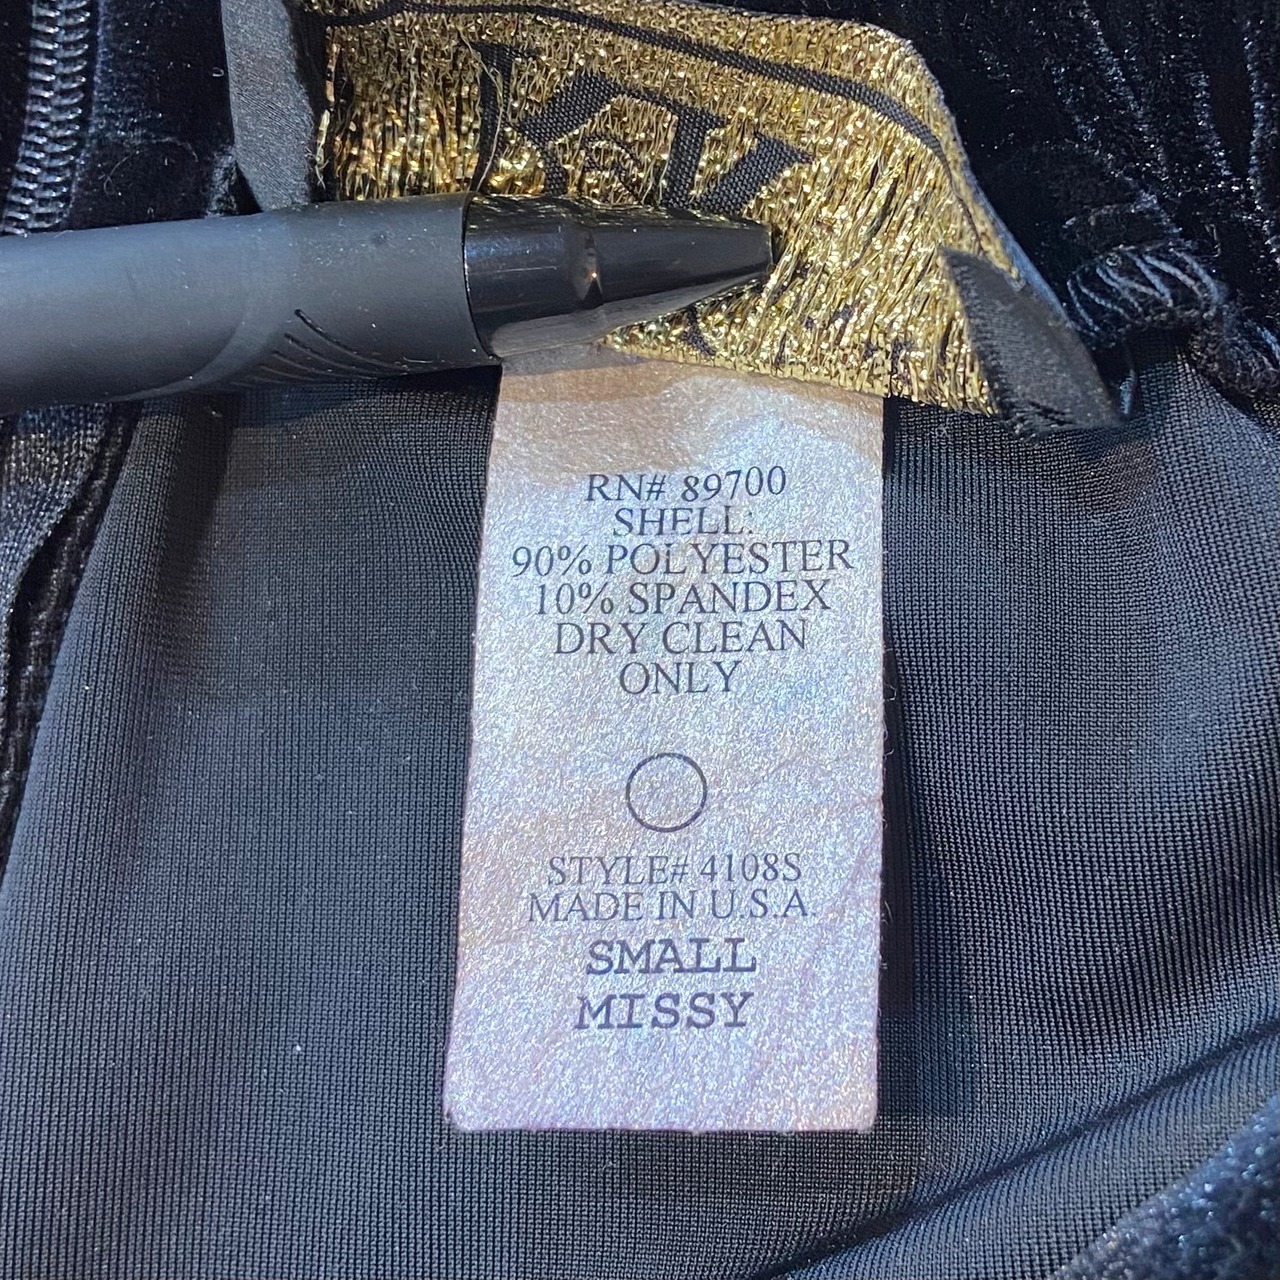 RN# 89700
SHELL:
90% POLYESTER
10% SPANDEX
DRY CLEAN
ONLY
STYLE# 4108S
MADE IN U.S.A.
SMALL
MISSY